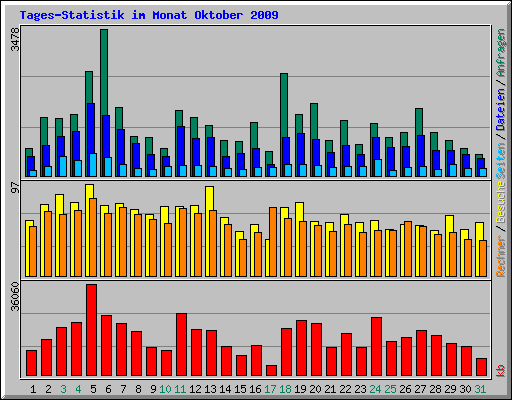 Tages-Statistik im Monat Oktober 2009
3478
97
36060
Seiten / Dateien / Anfragen
Rechner / Besuche
kb
1 2 3 4 5 6 7 8 9 10 11 12 13 14 15 16 17 18 19 20 21 22 23 24 25 26 27 28 29 30 31